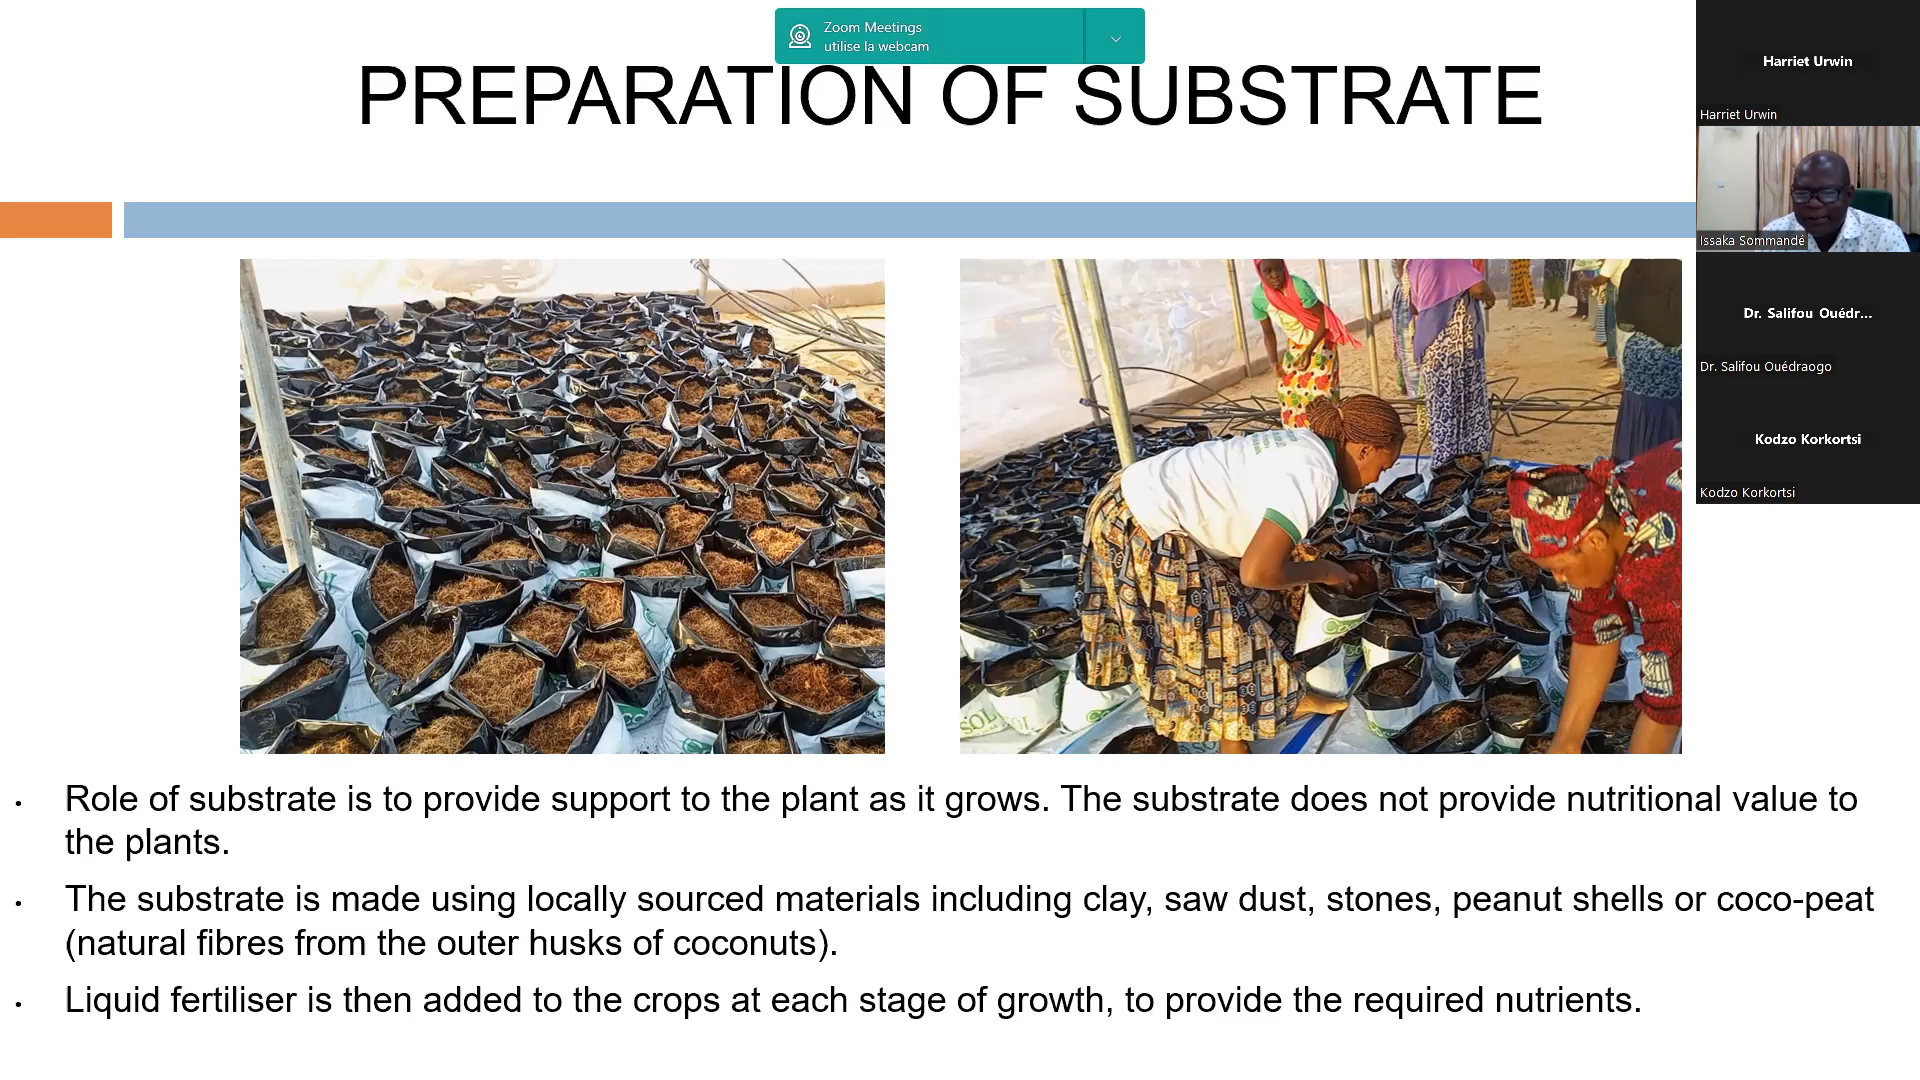 Zoom Meetings
utilise la webcam
PREPARATION OF SUBSTRATE
Harriet Urwin
Harriet Urwin
Issaka Sommandé
Dr. Salifou Ouédr...
Dr. Salifou Ouédraogo
Kodzo Korkortsi
Kodzo Korkortsi
• Role of substrate is to provide support to the plant as it grows. The substrate does not provide nutritional value to
the plants.
• The substrate is made using locally sourced materials including clay, saw dust, stones, peanut shells or coco-peat
(natural fibres from the outer husks of coconuts).
• Liquid fertiliser is then added to the crops at each stage of growth, to provide the required nutrients.